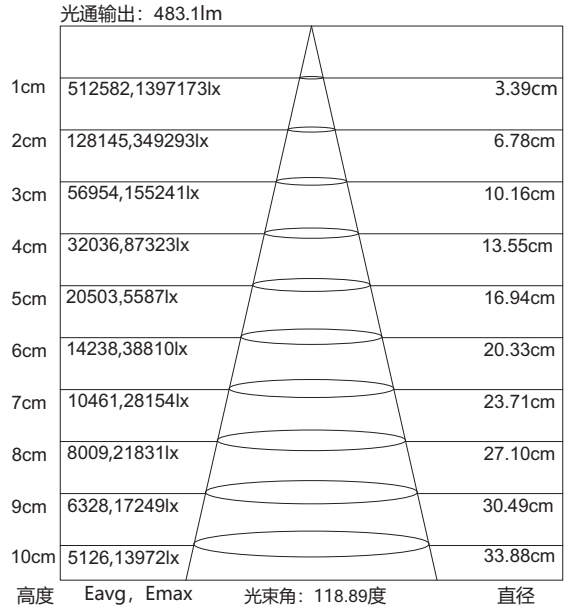 光通输出：483.1lm
1cm 512582,1397173lx 3.39cm
2cm 128145,349293lx 6.78cm
3cm 56954,155241lx 10.16cm
4cm 32036,87323lx 13.55cm
5cm 20503,5587lx 16.94cm
6cm 14238,38810lx 20.33cm
7cm 10461,28154lx 23.71cm
8cm 8009,21831lx 27.10cm
9cm 6328,17249lx 30.49cm
10cm 5126,13972lx 33.88cm
高度 Eavg，Emax 光束角：118.89度 直径